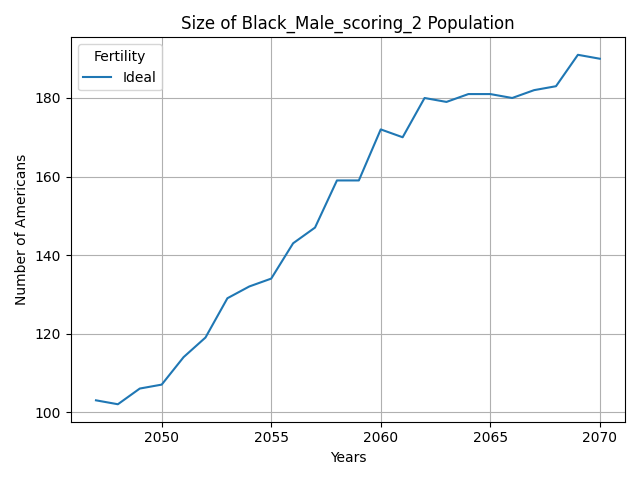 Size of Black_Male_scoring_2 Population
Fertility
Ideal
Number of Americans
180
160
140
120
100
2050 2055 2060 2065 2070
Years